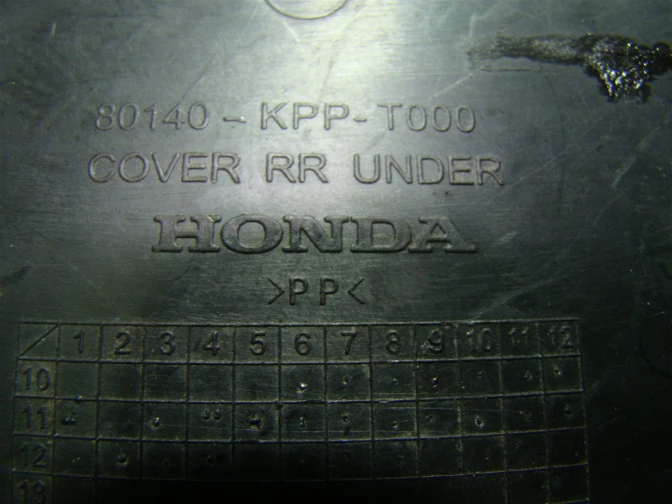 80140-KPP-T000
COVER RR UNDER
HONDA
>PP<
1 2 3 4 5 6 7 8 9 10 11 12
10
11
12
13